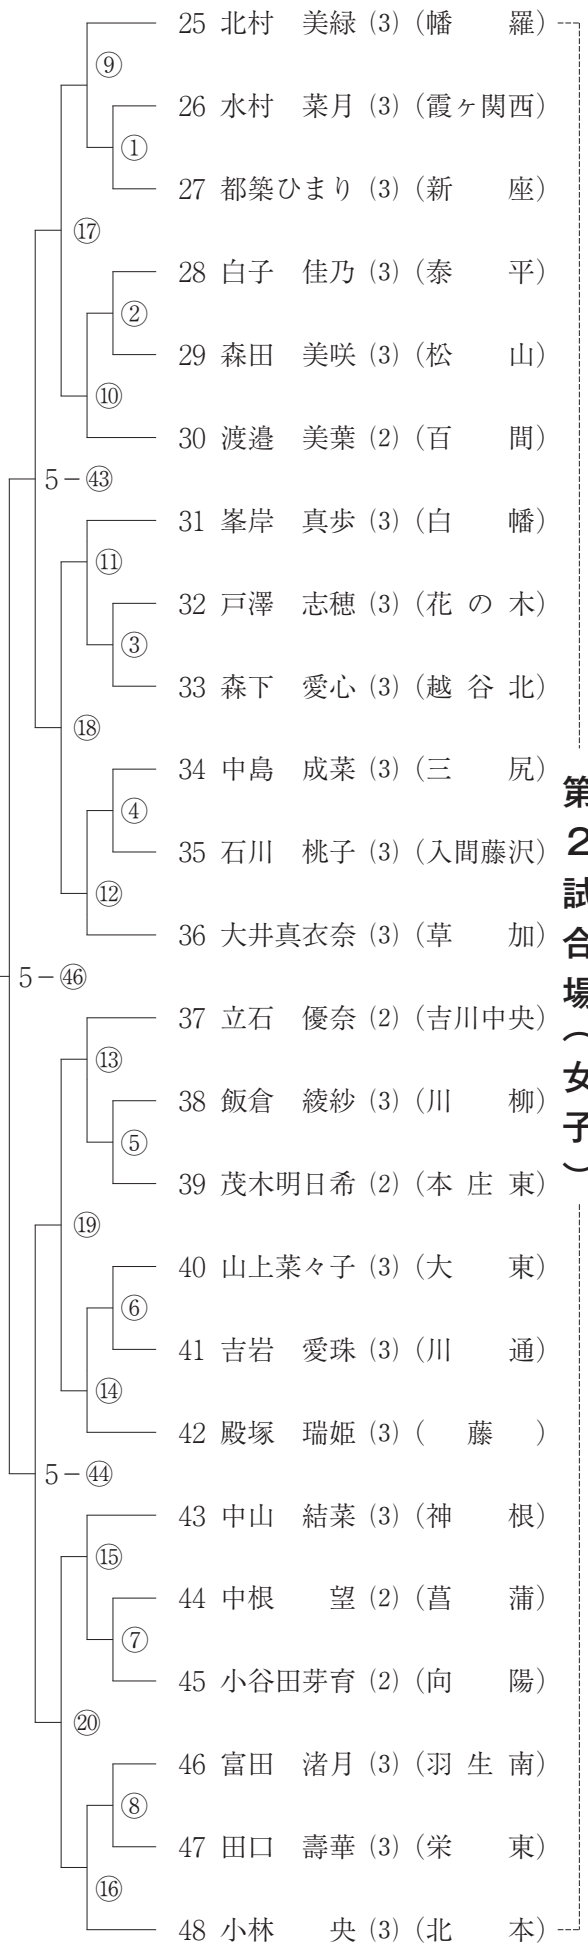 25 北村　美緑 (3) (幡　　羅)
⑨
26 水村　菜月 (3) (霞ヶ関西)
①
27 都築ひまり (3) (新　　座)
⑰
28 白子　佳乃 (3) (泰　　平)
②
29 森田　美咲 (3) (松　　山)
⑩
30 渡邉　美葉 (2) (百　　間)
5－㊸
31 峯岸　真歩 (3) (白　　幡)
⑪
32 戸澤　志穂 (3) (花 の 木)
③
33 森下　愛心 (3) (越 谷 北)
⑱
34 中島　成菜 (3) (三　　尻)
④
35 石川　桃子 (3) (入間藤沢)
⑫
36 大井真衣奈 (3) (草　　加)
5－㊻
37 立石　優奈 (2) (吉川中央)
⑬
38 飯倉　綾紗 (3) (川　　柳)
⑤
39 茂木明日希 (2) (本 庄 東)
⑲
40 山上菜々子 (3) (大　　東)
⑥
41 吉岩　愛珠 (3) (川　　通)
⑭
42 殿塚　瑞姫 (3) (　藤　)
5－㊹
43 中山　結菜 (3) (神　　根)
⑮
44 中根　　望 (2) (菖　　蒲)
⑦
45 小谷田芽育 (2) (向　　陽)
⑳
46 富田　渚月 (3) (羽 生 南)
⑧
47 田口　壽華 (3) (栄　　東)
⑯
48 小林　　央 (3) (北　　本)
第２試合場（女子）